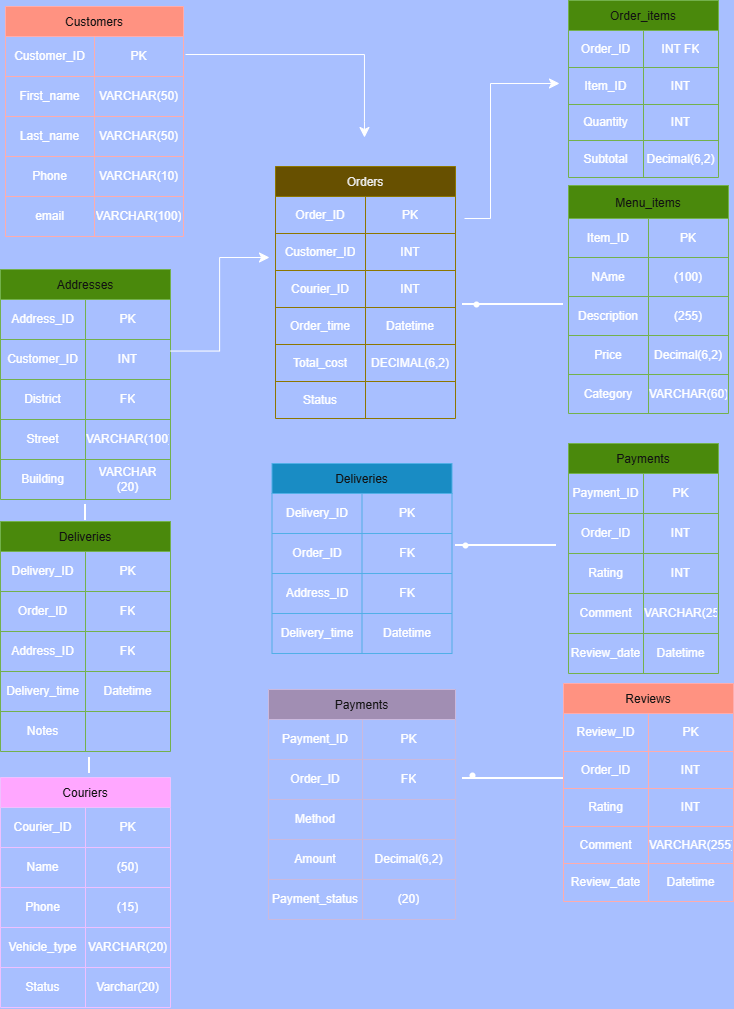 Customers
Customer_ID PK
First_name VARCHAR(50)
Last_name VARCHAR(50)
Phone VARCHAR(10)
email VARCHAR(100)
Addresses
Address_ID PK
Customer_ID INT
District FK
Street VARCHAR(100
Building VARCHAR
(20)
Deliveries
Delivery_ID PK
Order_ID FK
Address_ID FK
Delivery_time Datetime
Notes
Couriers
Courier_ID PK
Name (50)
Phone (15)
Vehicle_type VARCHAR(20)
Status Varchar(20)
Orders
Order_ID PK
Customer_ID INT
Courier_ID INT
Order_time Datetime
Total_cost DECIMAL(6,2)
Status
Deliveries
Delivery_ID PK
Order_ID FK
Address_ID FK
Delivery_time Datetime
Payments
Payment_ID PK
Order_ID FK
Method
Amount Decimal(6,2)
Payment_status (20)
Order_items
Order_ID INT FK
Item_ID INT
Quantity INT
Subtotal Decimal(6,2)
Menu_items
Item_ID PK
NAme (100)
Description (255)
Price Decimal(6,2)
Category VARCHAR(60)
Payments
Payment_ID PK
Order_ID INT
Rating INT
Comment VARCHAR(25
Review_date Datetime
Reviews
Review_ID PK
Order_ID INT
Rating INT
Comment VARCHAR(255
Review_date Datetime